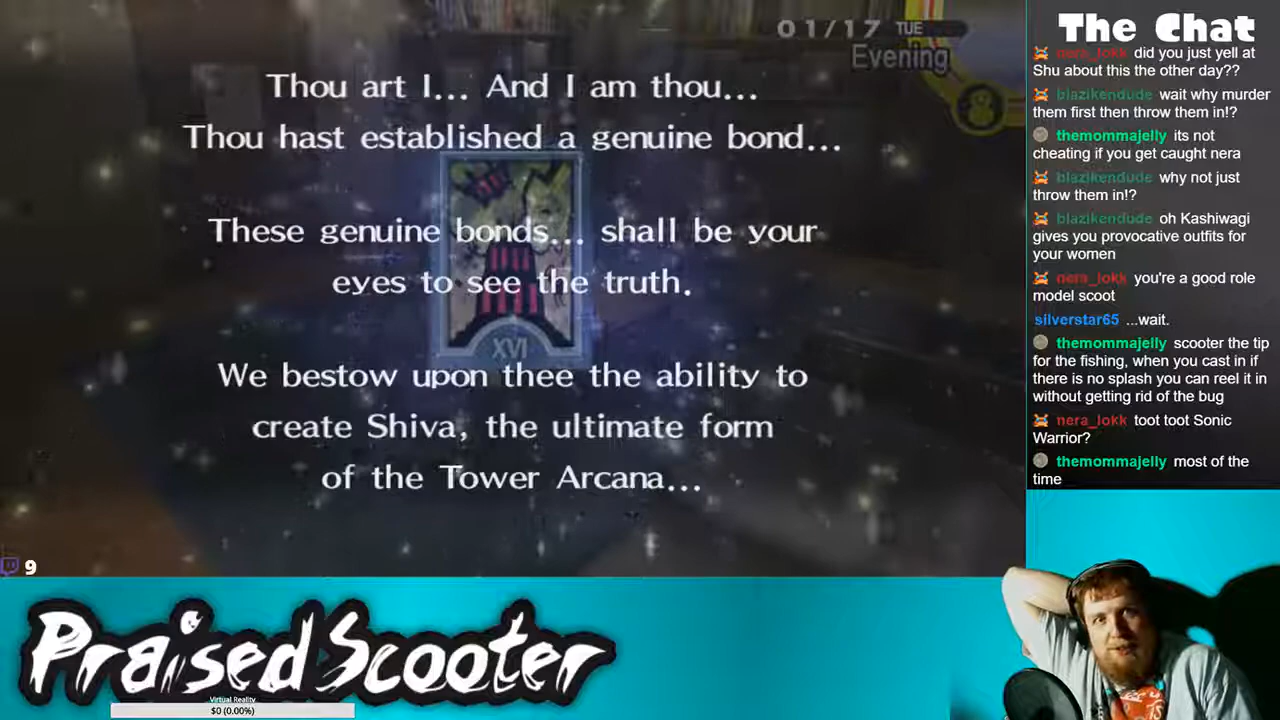 01/17 TUE
Evening
Thou art I... And I am thou...
Thou hast established a genuine bond...
These genuine bonds... shall be your
eyes to see the truth.
XVI
We bestow upon thee the ability to
create Shiva, the ultimate form
of the Tower Arcana...
9
Praised Scooter
Virtual Reality
$0 (0.00%)
The Chat
nera_lokk did you just yell at
Shu about this the other day??
blazikendude wait why murder
them first then throw them in!?
themommajelly its not
cheating if you get caught nera
blazikendude why not just
throw them in!?
blazikendude oh Kashiwagi
gives you provocative outfits for
your women
nera_lokk you're a good role
model scoot
silverstar65 ...wait.
themommajelly scooter the tip
for the fishing, when you cast in if
there is no splash you can reel it in
without getting rid of the bug
nera_lokk toot toot Sonic
Warrior?
themommajelly most of the
time